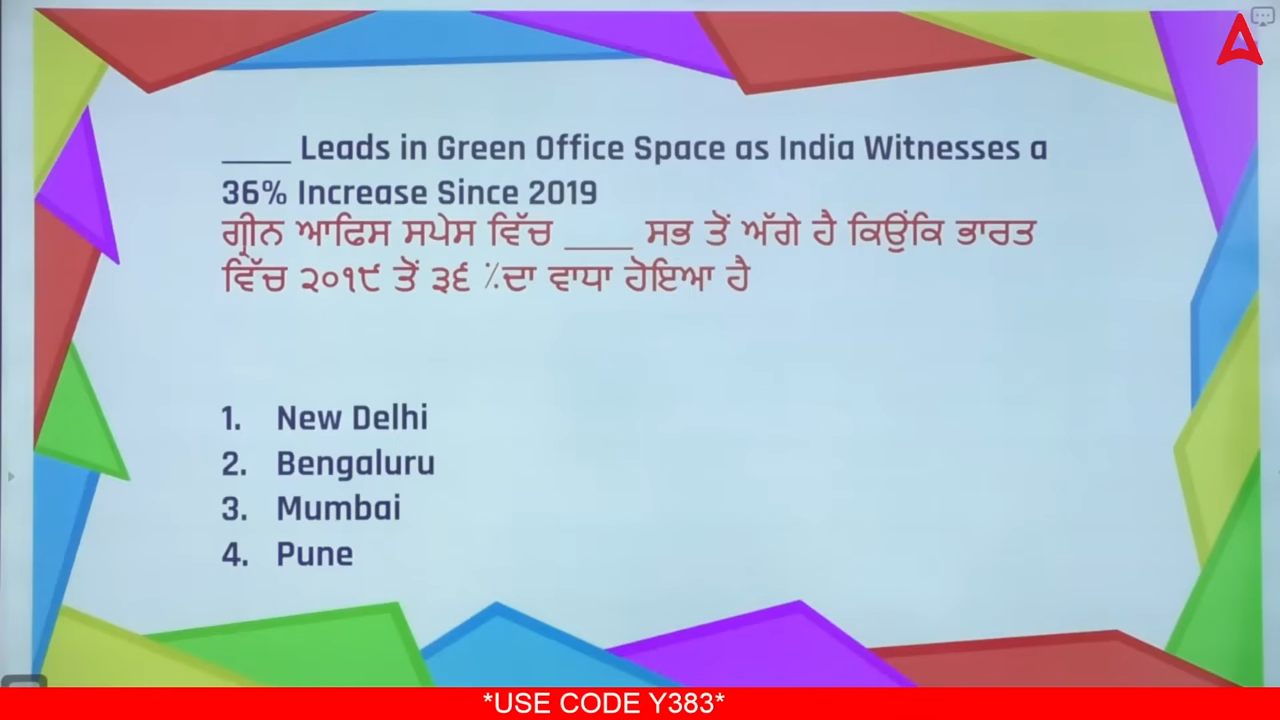 ____ Leads in Green Office Space as India Witnesses a
36% Increase Since 2019
ਗ੍ਰੀਨ ਆਫਿਸ ਸਪੇਸ ਵਿੱਚ ____ ਸਭ ਤੋਂ ਅੱਗੇ ਹੈ ਕਿਉਂਕਿ ਭਾਰਤ
ਵਿੱਚ ੨੦੧੯ ਤੋਂ ੩੬ %ਦਾ ਵਾਧਾ ਹੋਇਆ ਹੈ
1. New Delhi
2. Bengaluru
3. Mumbai
4. Pune
*USE CODE Y383*